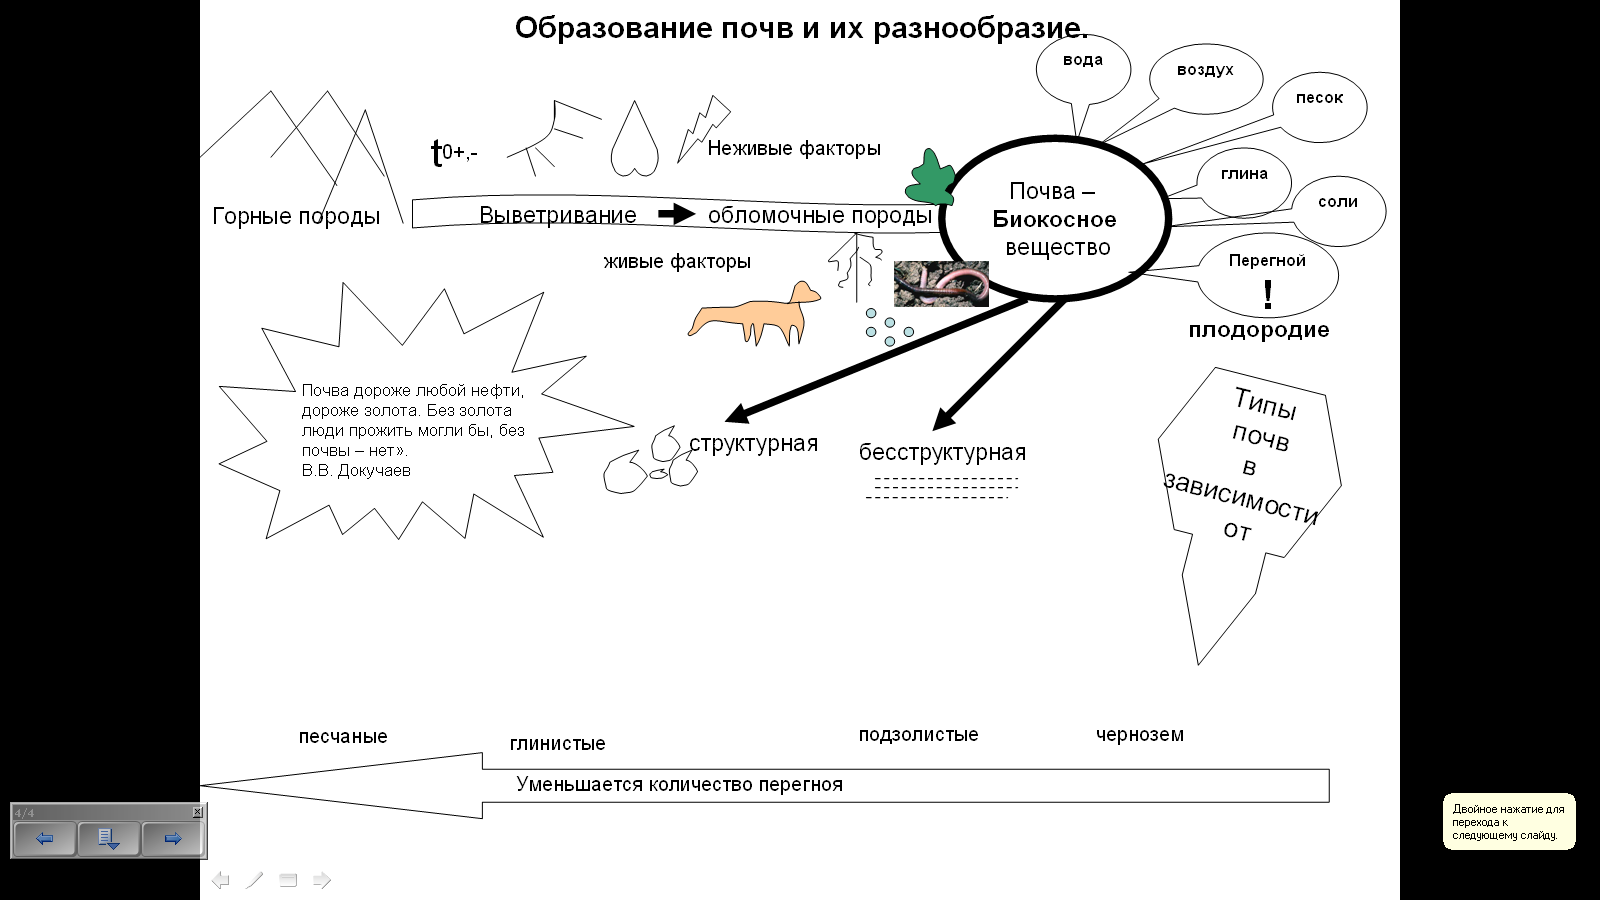 Образование почв и их разнообразие.
вода
воздух
песок
глина
соли
Перегной
!
плодородие
t0+,-
Неживые факторы
Горные породы
Выветривание
обломочные породы
Почва –
Биокосное
вещество
живые факторы
Почва дороже любой нефти,
дороже золота. Без золота
люди прожить могли бы, без
почвы – нет».
В.В. Докучаев
структурная
бесструктурная
Типы
почв
в
зависимости
от
песчаные
глинистые
подзолистые
чернозем
Уменьшается количество перегноя
4/4
Двойное нажатие для
перехода к
следующему слайду.